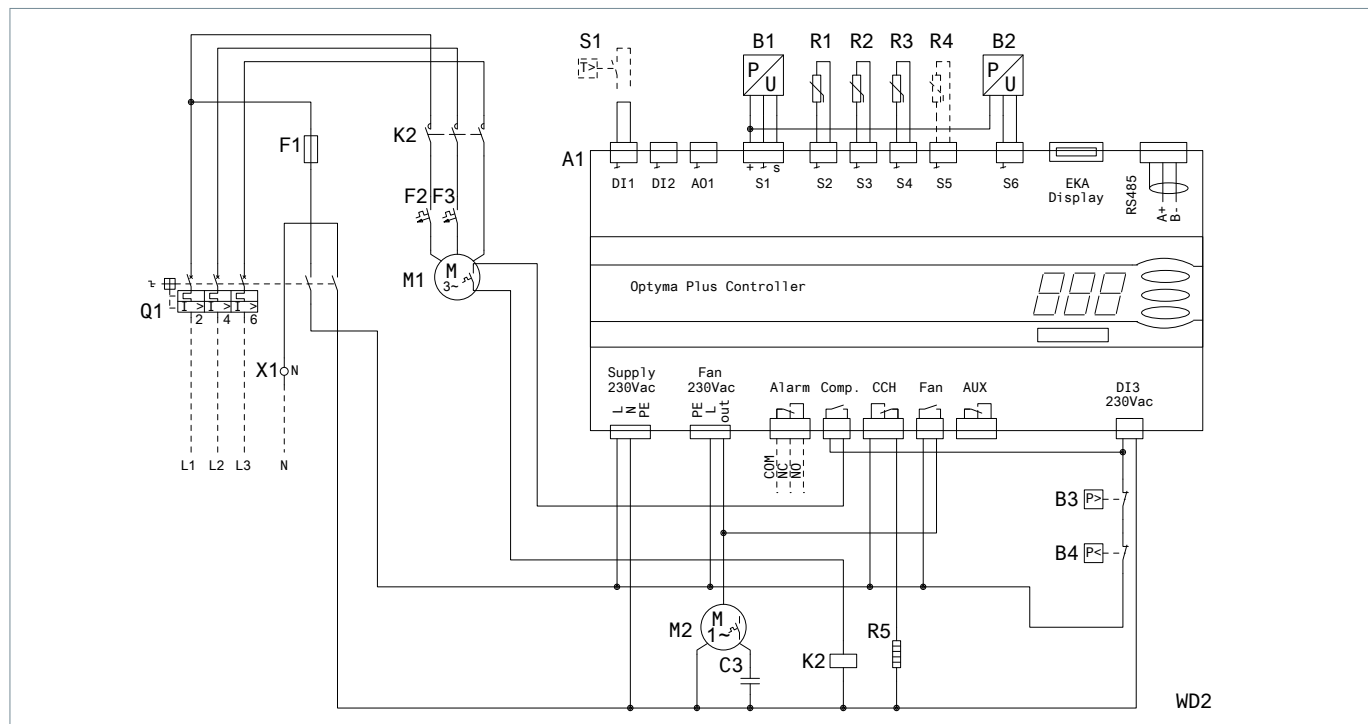 S1
B1
R1
R2
R3
R4
B2
T>
P
U
P
U
K2
F1
A1
+
s
DI1
DI2
AO1
S1
S2
S3
S4
S5
S6
EKA
Display
RS485
A+
B-
F2
F3
M1
M
3~
Optyma Plus Controller
Q1
I >
I >
I >
2
4
6
X1
N
Supply
230Vac
Fan
230Vac
Alarm
Comp.
CCH
Fan
AUX
DI3
230Vac
L
N
PE
PE
L
out
COM
NC
NO
L1
L2
L3
N
B3
P>
B4
P<
M2
M
1~
R5
C3
K2
WD2